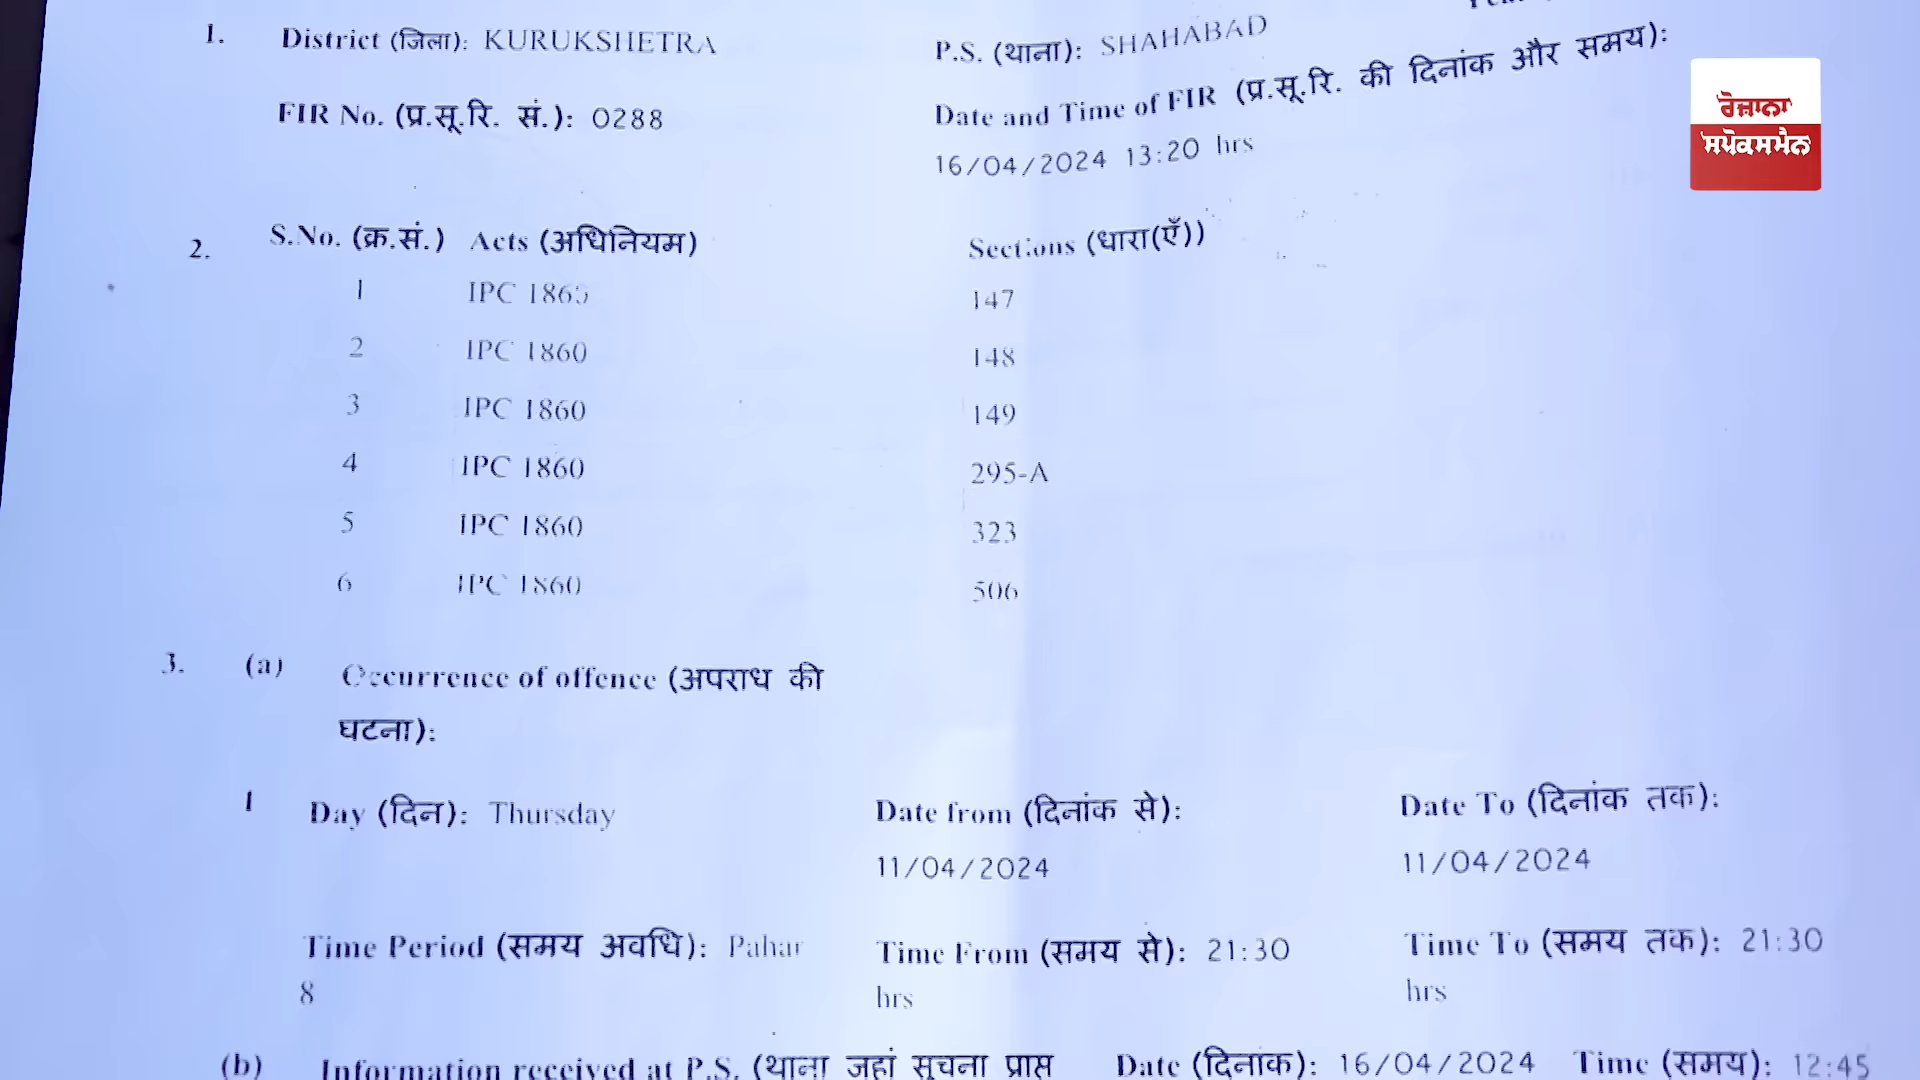 1. District (जिला): KURUKSHETRA P.S. (थाना): SHAHABAD
FIR No. (प्र.सू.रि. सं.): 0288 Date and Time of FIR (प्र.सू.रि. की दिनांक और समय):
16/04/2024 13:20 hrs
ਰੋਜ਼ਾਨਾ
ਸਪੋਕਸਮੈਨ
2. S.No. (क्र.सं.) Acts (अधिनियम) Sections (धारा(एँ))
1 IPC 1860 147
2 IPC 1860 148
3 IPC 1860 149
4 IPC 1860 295-A
5 IPC 1860 323
6 IPC 1860 506
3. (a) Occurrence of offence (अपराध की
घटना):
1 Day (दिन): Thursday Date from (दिनांक से): Date To (दिनांक तक):
11/04/2024 11/04/2024
Time Period (समय अवधि): Pahar Time From (समय से): 21:30 Time To (समय तक): 21:30
8 hrs hrs
(b) Information received at P.S. (थाना जहां सूचना प्राप्त Date (दिनांक): 16/04/2024 Time (समय): 12:45